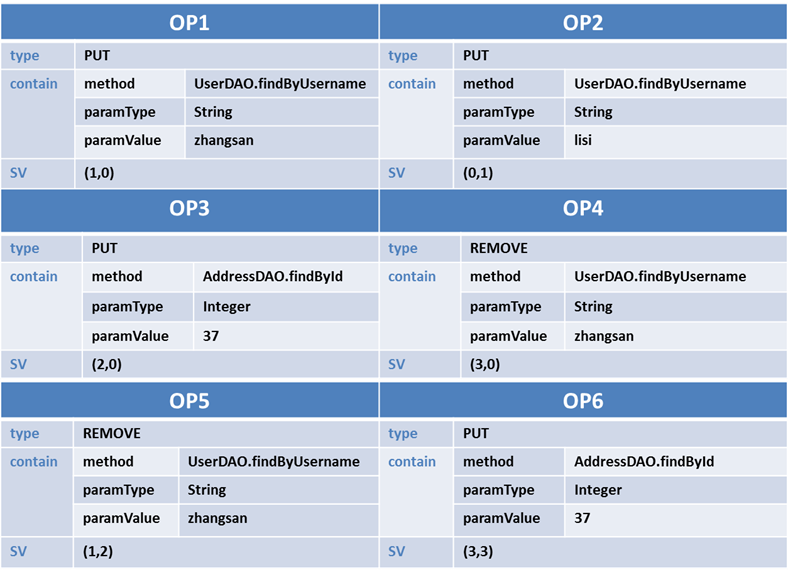 OP1
type PUT
contain method UserDAO.findByUsername
paramType String
paramValue zhangsan
SV (1,0)
OP2
type PUT
contain method UserDAO.findByUsername
paramType String
paramValue lisi
SV (0,1)
OP3
type PUT
contain method AddressDAO.findById
paramType Integer
paramValue 37
SV (2,0)
OP4
type REMOVE
contain method UserDAO.findByUsername
paramType String
paramValue zhangsan
SV (3,0)
OP5
type REMOVE
contain method UserDAO.findByUsername
paramType String
paramValue zhangsan
SV (1,2)
OP6
type PUT
contain method AddressDAO.findById
paramType Integer
paramValue 37
SV (3,3)